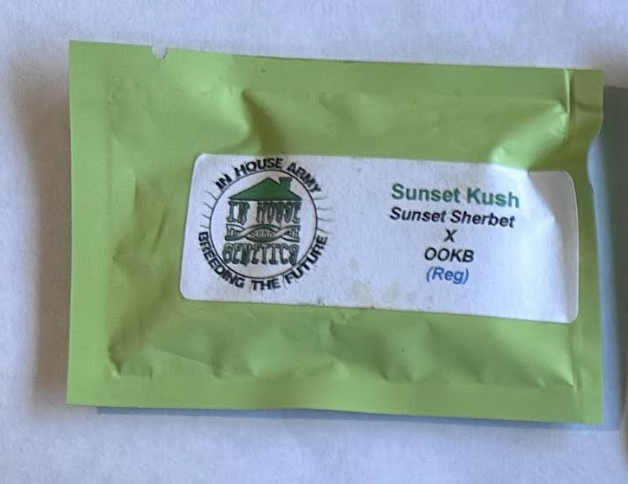 IN HOUSE ARMY
IN HOUSE
GENETICS
BREEDING THE FUTURE
Sunset Kush
Sunset Sherbet
X
OOKB
(Reg)